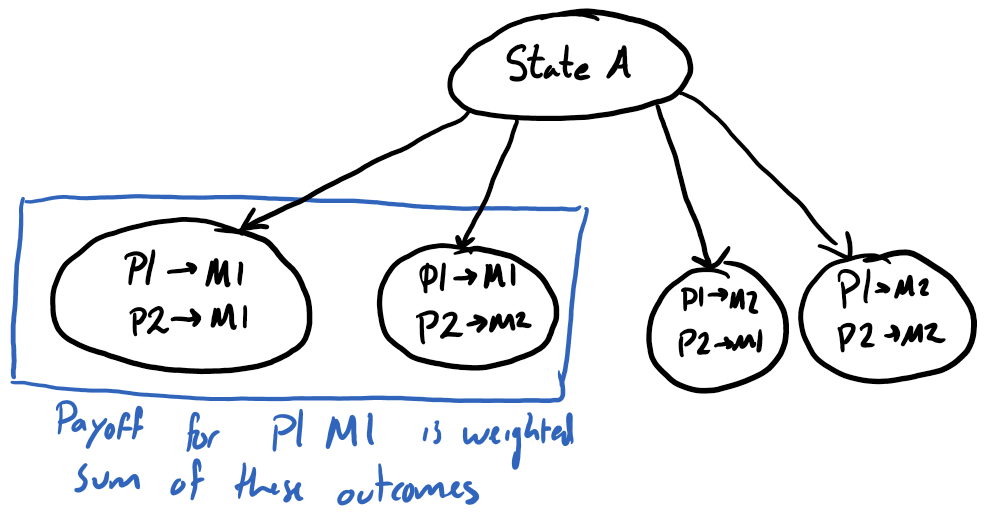 State A
P1→M1
P2→M1
P1→M1
P2→M2
P1→M2
P2→M1
P1→M2
P2→M2
Payoff for P1 M1 is weighted
sum of these outcomes